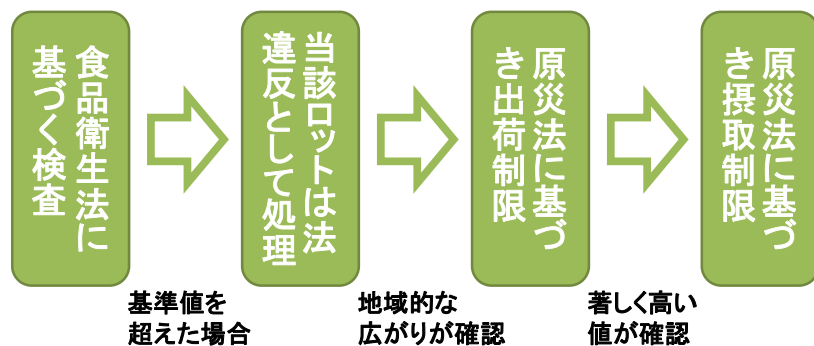 食品衛生法に
基づく検査
基準値を
超えた場合
当該ロットは法
違反として処理
地域的な
広がりが確認
原災法に基づ
き出荷制限
著しく高い
値が確認
原災法に基づ
き摂取制限